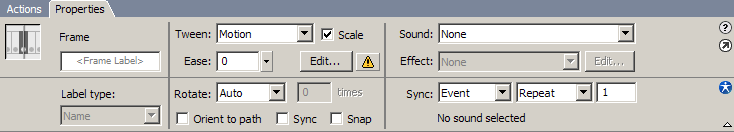 Actions Properties
Frame Tween: Motion Scale Sound: None
<Frame Label> Ease: 0 Edit... Effect: None Edit...
Label type: Rotate: Auto 0 times Sync: Event Repeat 1
Name Orient to path Sync Snap No sound selected